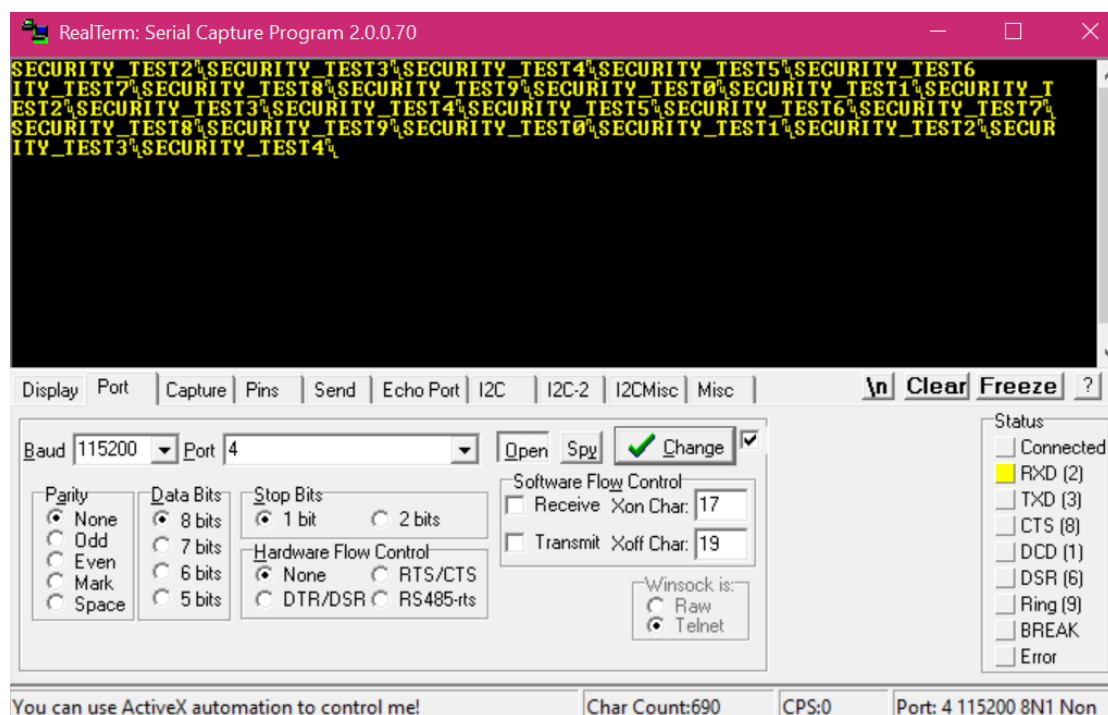 RealTerm: Serial Capture Program 2.0.0.70
SECURITY_TEST2␊SECURITY_TEST3␊SECURITY_TEST4␊SECURITY_TEST5␊SECURITY_TEST6
ITY_TEST7␊SECURITY_TEST8␊SECURITY_TEST9␊SECURITY_TEST0␊SECURITY_TEST1␊SECURITY_T
EST2␊SECURITY_TEST3␊SECURITY_TEST4␊SECURITY_TEST5␊SECURITY_TEST6␊SECURITY_TEST7␊
SECURITY_TEST8␊SECURITY_TEST9␊SECURITY_TEST0␊SECURITY_TEST1␊SECURITY_TEST2␊SECUR
ITY_TEST3␊SECURITY_TEST4␊
Display Port Capture Pins Send Echo Port I2C I2C-2 I2CMisc Misc \n Clear Freeze ?
Baud 115200 Port 4 Open Spy Change
Parity
None
Odd
Even
Mark
Space
Data Bits
8 bits
7 bits
6 bits
5 bits
Stop Bits
1 bit 2 bits
Hardware Flow Control
None RTS/CTS
DTR/DSR RS485-rts
Software Flow Control
Receive Xon Char: 17
Transmit Xoff Char: 19
Winsock is:
Raw
Telnet
Status
Connected
RXD (2)
TXD (3)
CTS (8)
DCD (1)
DSR (6)
Ring (9)
BREAK
Error
You can use ActiveX automation to control me! Char Count:690 CPS:0 Port: 4 115200 8N1 Non